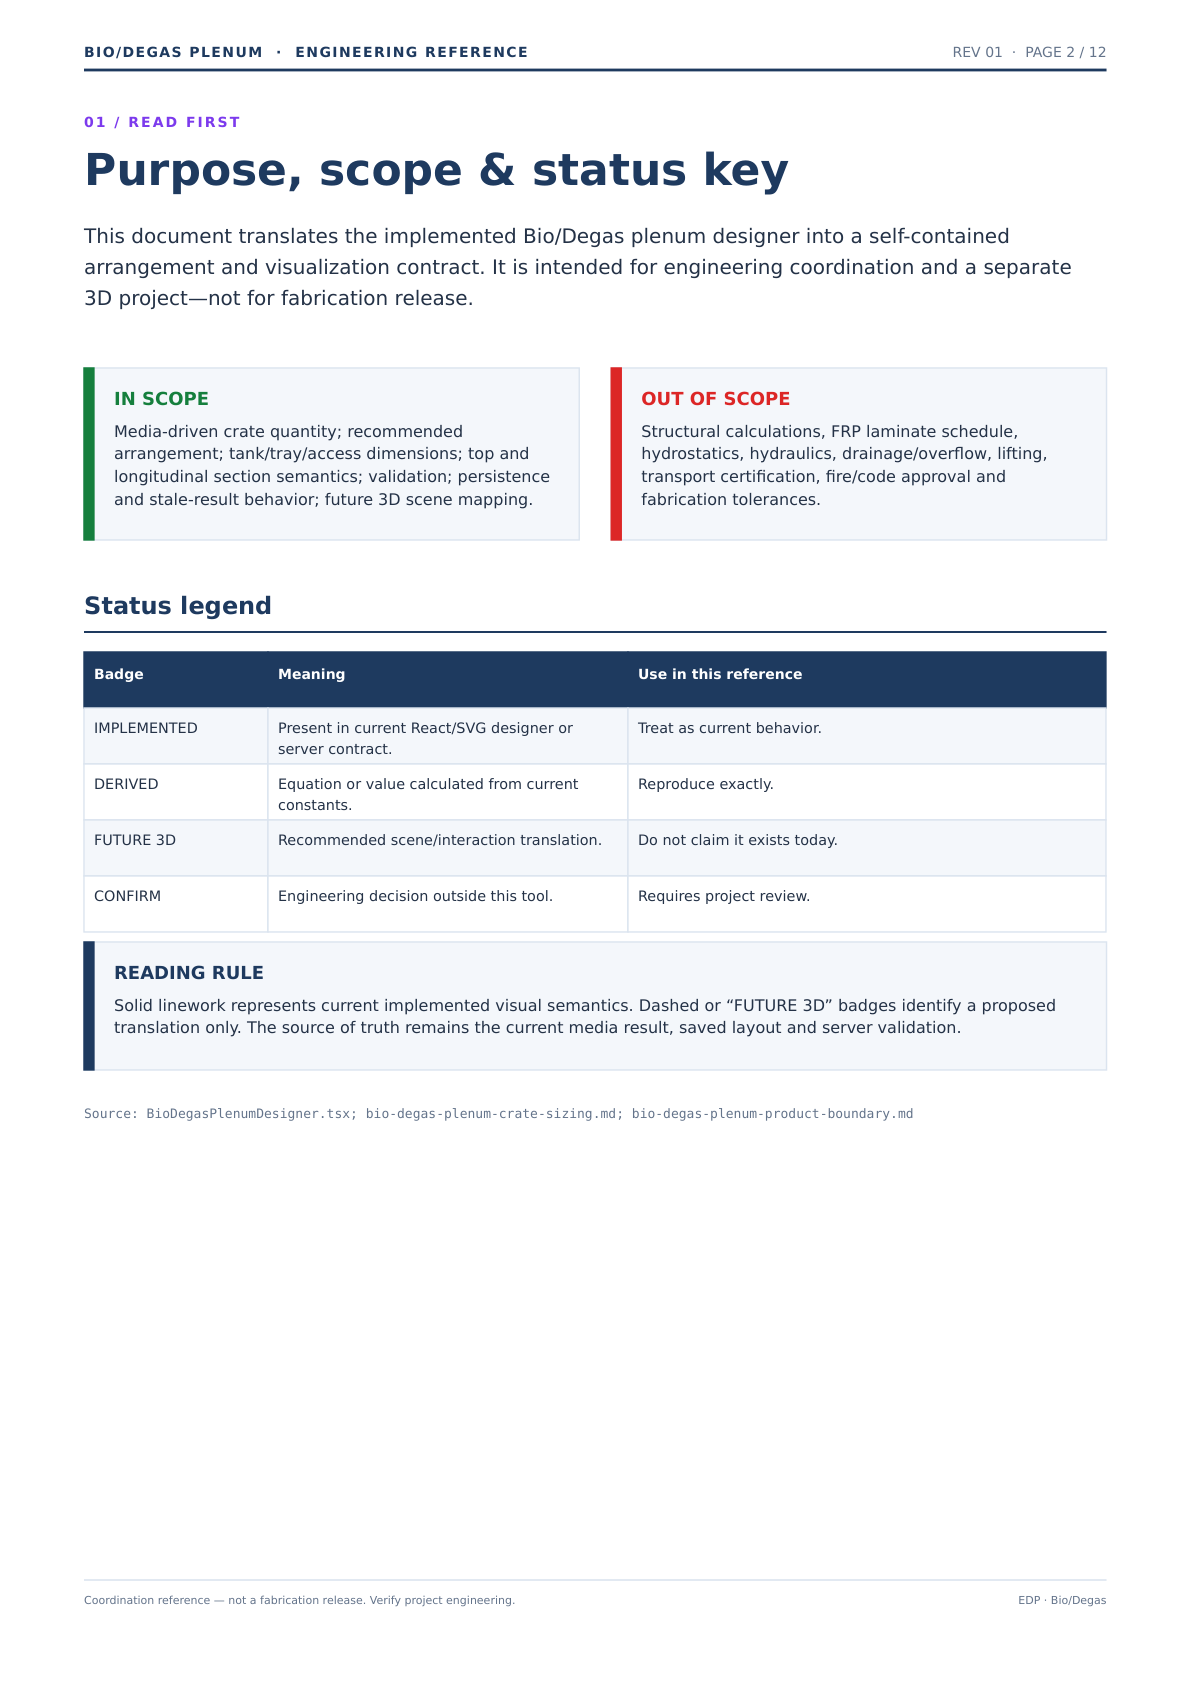 BIO/DEGAS PLENUM · ENGINEERING REFERENCE
REV 01 · PAGE 2 / 12
01 / READ FIRST
Purpose, scope & status key
This document translates the implemented Bio/Degas plenum designer into a self-contained
arrangement and visualization contract. It is intended for engineering coordination and a separate
3D project—not for fabrication release.
IN SCOPE
Media-driven crate quantity; recommended
arrangement; tank/tray/access dimensions; top and
longitudinal section semantics; validation; persistence
and stale-result behavior; future 3D scene mapping.
OUT OF SCOPE
Structural calculations, FRP laminate schedule,
hydrostatics, hydraulics, drainage/overflow, lifting,
transport certification, fire/code approval and
fabrication tolerances.
Status legend
Badge
Meaning
Use in this reference
IMPLEMENTED
Present in current React/SVG designer or
server contract.
Treat as current behavior.
DERIVED
Equation or value calculated from current
constants.
Reproduce exactly.
FUTURE 3D
Recommended scene/interaction translation.
Do not claim it exists today.
CONFIRM
Engineering decision outside this tool.
Requires project review.
READING RULE
Solid linework represents current implemented visual semantics. Dashed or “FUTURE 3D” badges identify a proposed
translation only. The source of truth remains the current media result, saved layout and server validation.
Source: BioDegasPlenumDesigner.tsx; bio-degas-plenum-crate-sizing.md; bio-degas-plenum-product-boundary.md
Coordination reference — not a fabrication release. Verify project engineering.
EDP · Bio/Degas